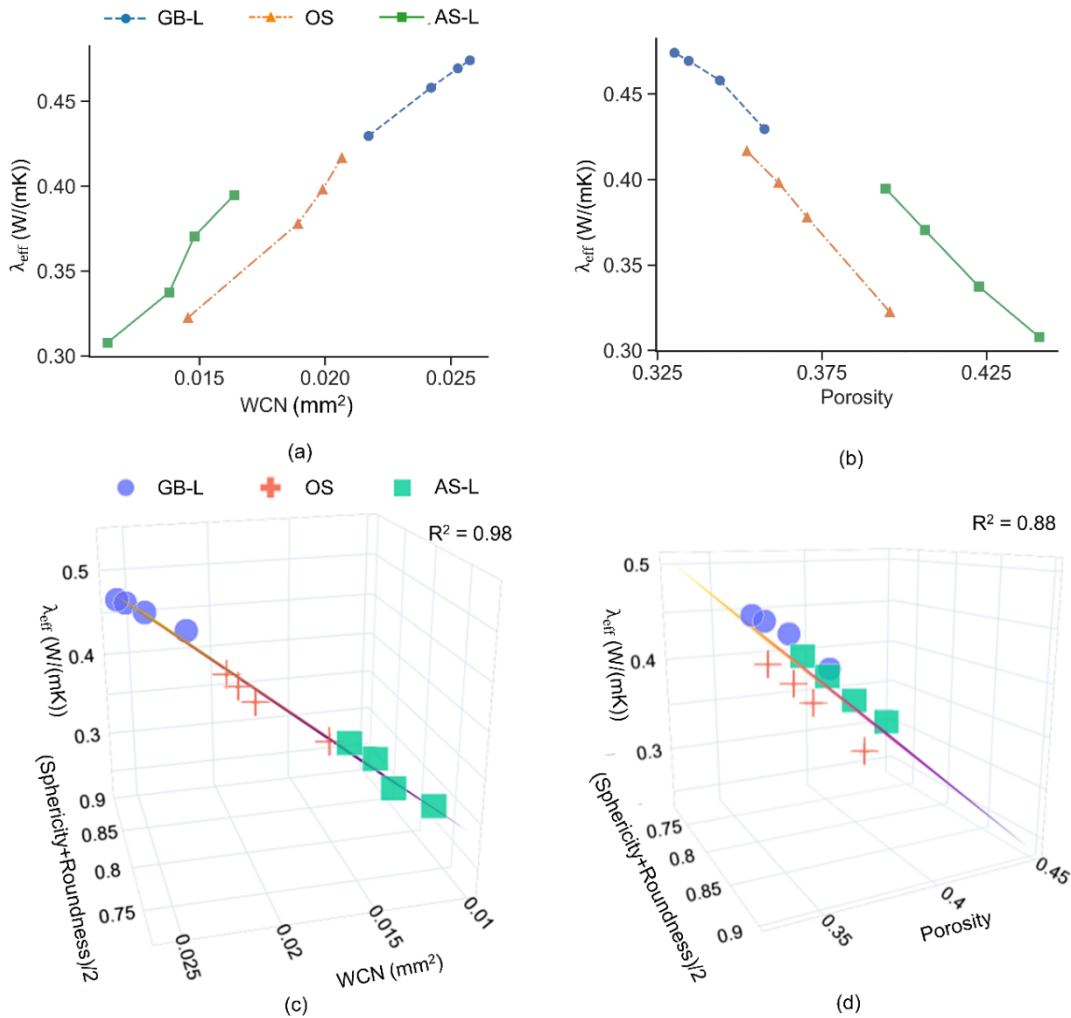 GB-L OS AS-L
λeff (W/(mK))
0.45
0.40
0.35
0.30
0.015 0.020 0.025
WCN (mm²)
(a)
λeff (W/(mK))
0.45
0.40
0.35
0.30
0.325 0.375 0.425
Porosity
(b)
GB-L OS AS-L
R² = 0.98
λeff (W/(mK))
0.5
0.4
0.3
(Sphericity+Roundness)/2
0.9
0.85
0.8
0.75
0.025 0.02 0.015 0.01
WCN (mm²)
(c)
R² = 0.88
λeff (W/(mK))
0.5
0.4
0.3
(Sphericity+Roundness)/2
0.75
0.8
0.85
0.9
0.35 0.4 0.45
Porosity
(d)